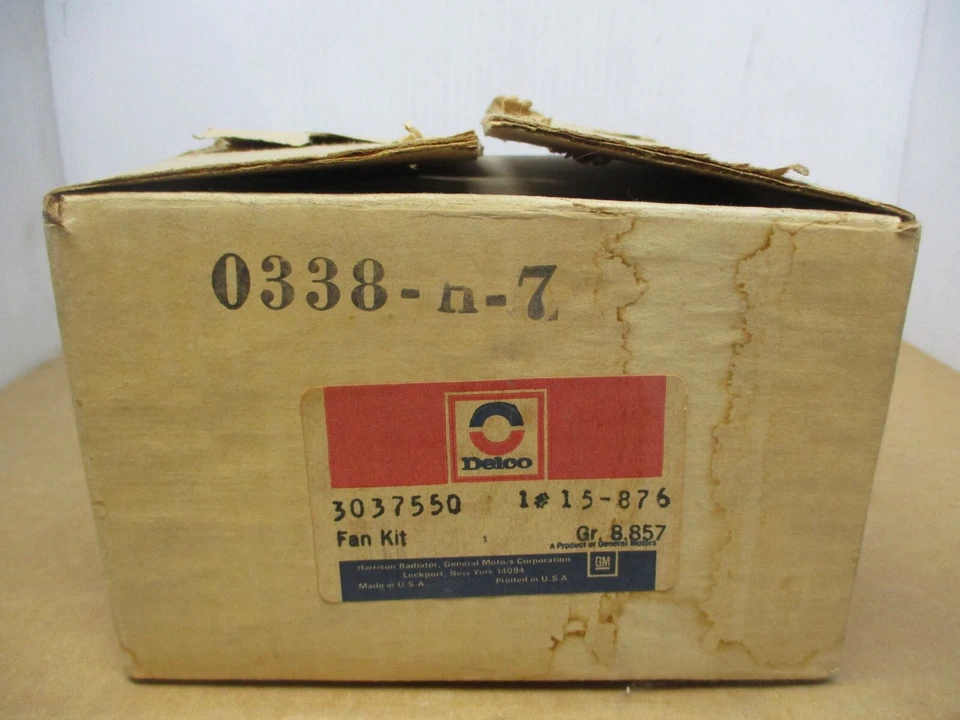 0338-n-7
Delco
3037550 1# 15-876
Fan Kit Gr. 8.857
A Product of General Motors
Harrison Radiator, General Motors Corporation
Lockport, New York 14094
Made in U.S.A. Printed in U.S.A
GM